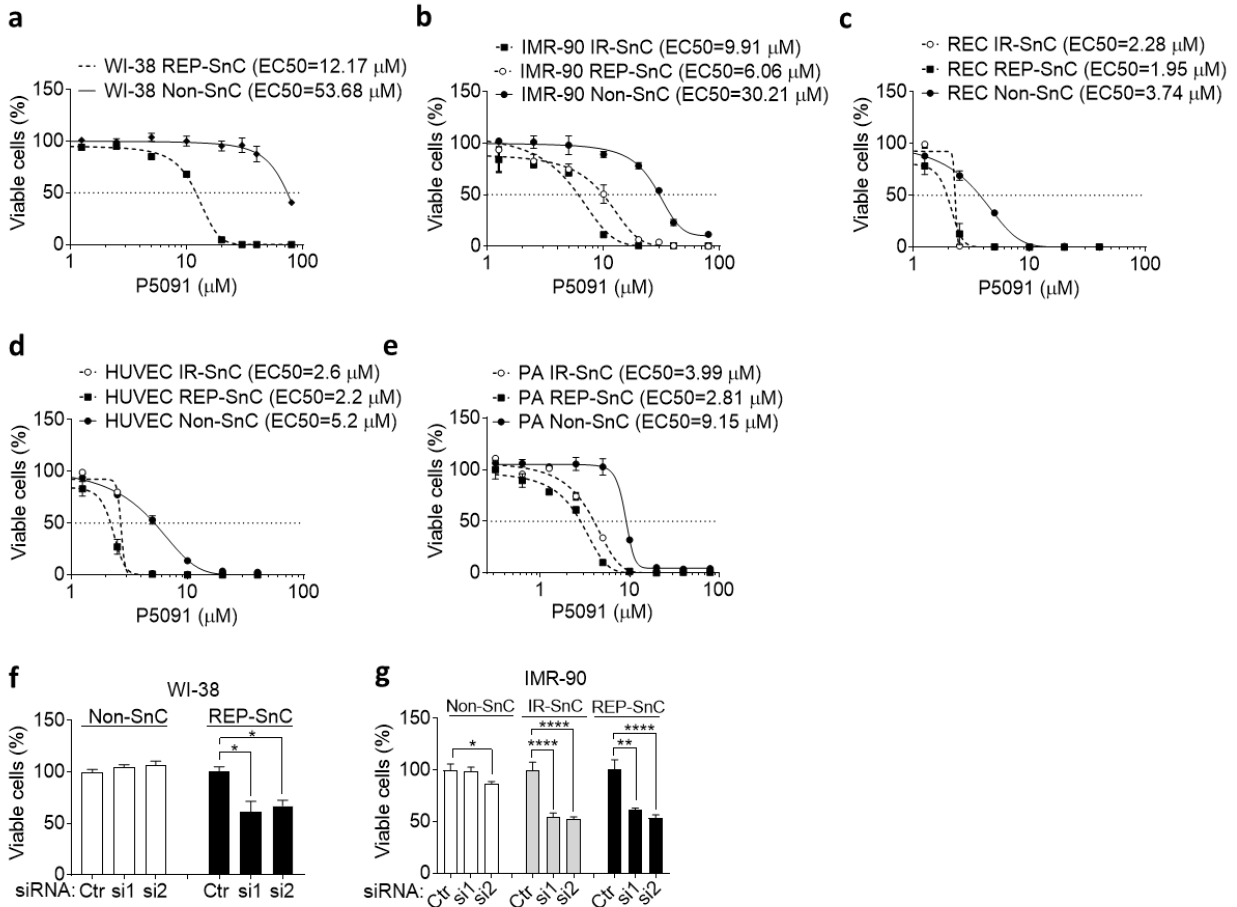 a
WI-38 REP-SnC (EC50=12.17 μM)
WI-38 Non-SnC (EC50=53.68 μM)
Viable cells (%)
150
100
50
0
1 10 100
P5091 (μM)
b
IMR-90 IR-SnC (EC50=9.91 μM)
IMR-90 REP-SnC (EC50=6.06 μM)
IMR-90 Non-SnC (EC50=30.21 μM)
Viable cells (%)
150
100
50
0
1 10 100
P5091 (μM)
c
REC IR-SnC (EC50=2.28 μM)
REC REP-SnC (EC50=1.95 μM)
REC Non-SnC (EC50=3.74 μM)
Viable cells (%)
150
100
50
0
1 10 100
P5091 (μM)
d
HUVEC IR-SnC (EC50=2.6 μM)
HUVEC REP-SnC (EC50=2.2 μM)
HUVEC Non-SnC (EC50=5.2 μM)
Viable cells (%)
150
100
50
0
1 10 100
P5091 (μM)
e
PA IR-SnC (EC50=3.99 μM)
PA REP-SnC (EC50=2.81 μM)
PA Non-SnC (EC50=9.15 μM)
Viable cells (%)
150
100
50
0
1 10 100
P5091 (μM)
f
WI-38
Non-SnC REP-SnC
* *
Viable cells (%)
150
100
50
0
siRNA: Ctr si1 si2 Ctr si1 si2
g
IMR-90
Non-SnC IR-SnC REP-SnC
* **** **** ** ****
Viable cells (%)
150
100
50
0
siRNA: Ctr si1 si2 Ctr si1 si2 Ctr si1 si2